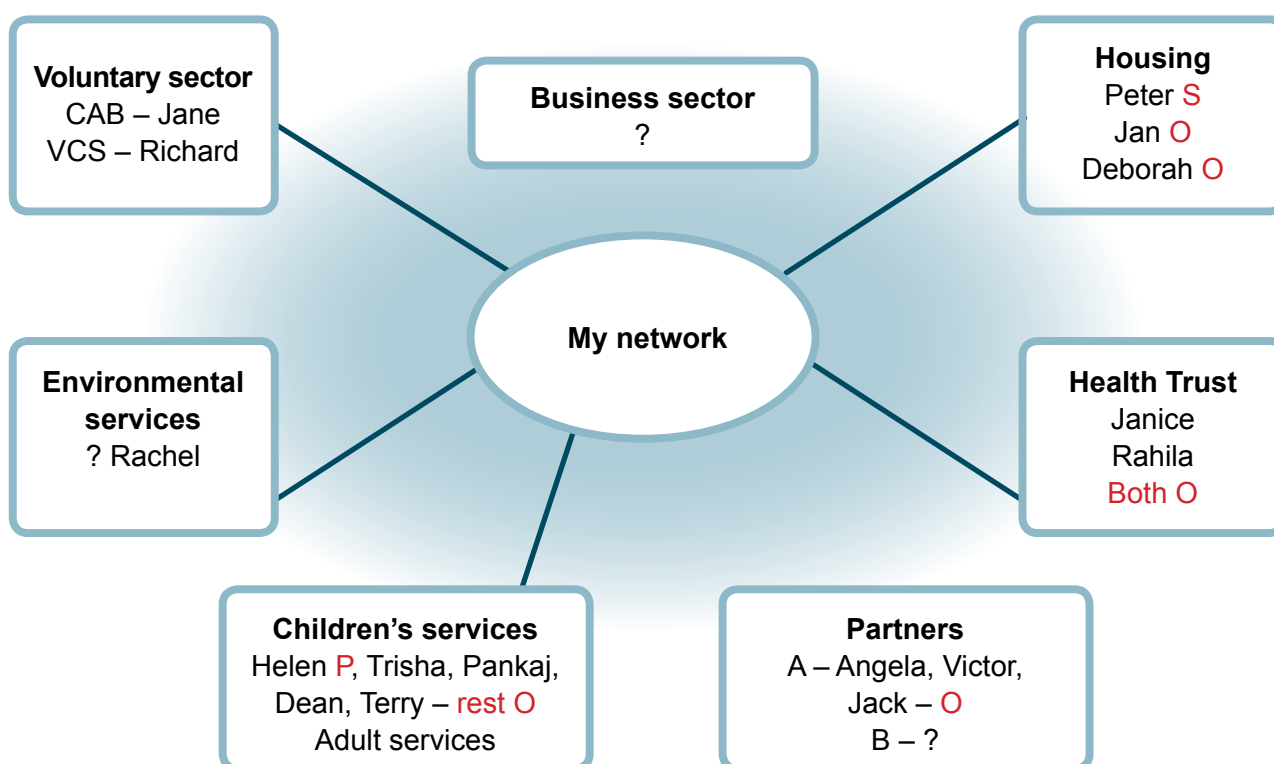 Voluntary sector
CAB – Jane
VCS – Richard
Business sector
?
Housing
Peter S
Jan O
Deborah O
My network
Environmental
services
? Rachel
Health Trust
Janice
Rahila
Both O
Children’s services
Helen P, Trisha, Pankaj,
Dean, Terry – rest O
Adult services
Partners
A – Angela, Victor,
Jack – O
B – ?